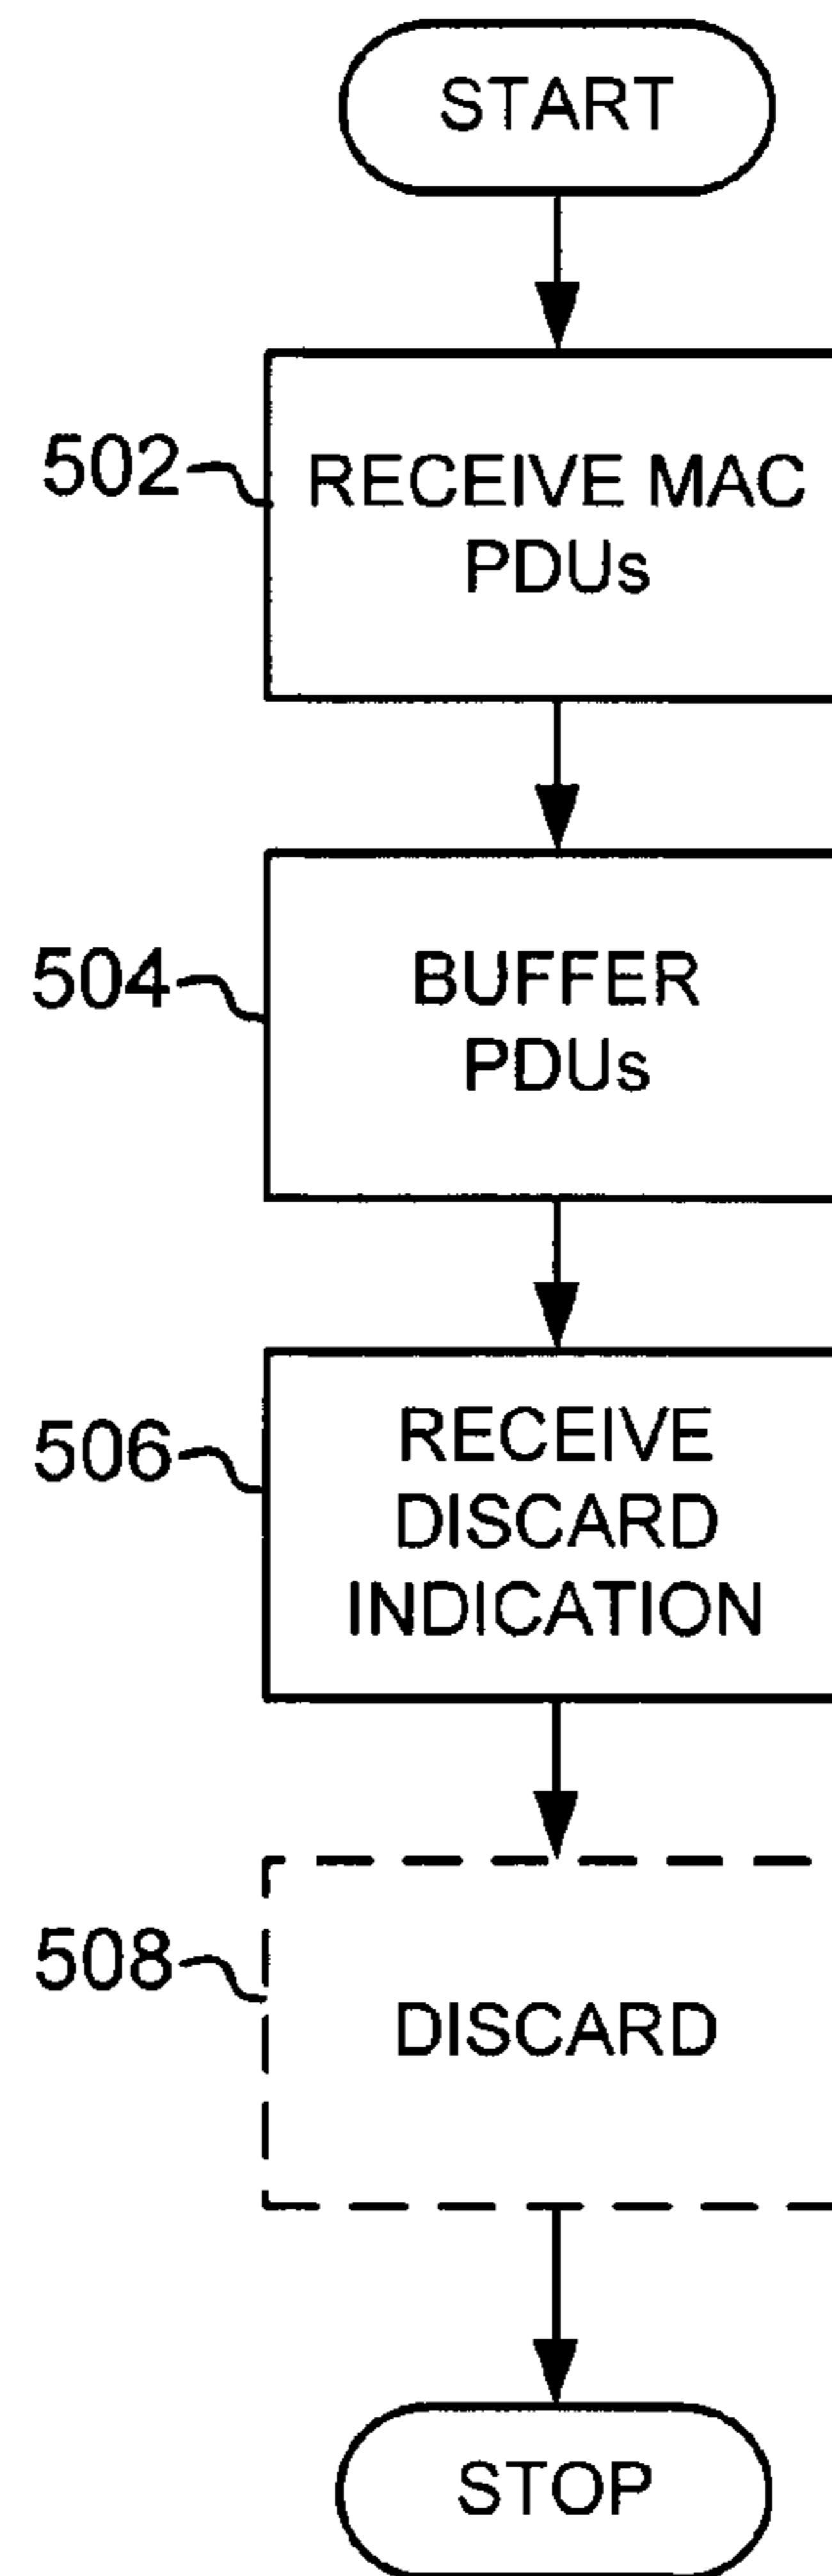 START
502
RECEIVE MAC
PDUs
504
BUFFER
PDUs
506
RECEIVE
DISCARD
INDICATION
508
DISCARD
STOP